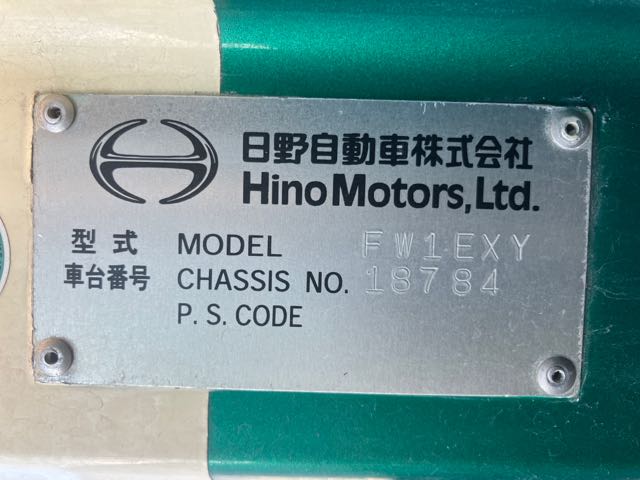 日野自動車株式会社
Hino Motors, Ltd.
型式 MODEL FW1EXY
車台番号 CHASSIS NO. 18784
P. S. CODE